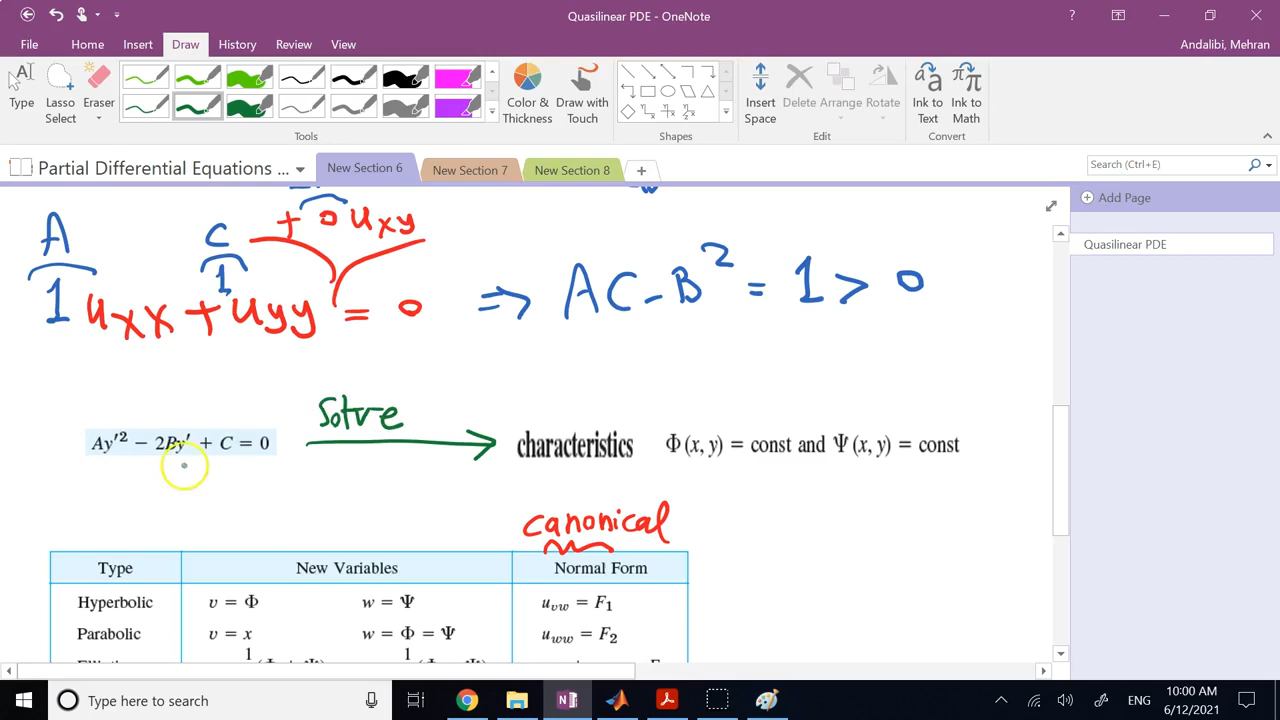 Quasilinear PDE - OneNote
?
File Home Insert Draw History Review View
Andalibi, Mehran
Type
Lasso Select
Eraser
Color & Thickness
Draw with Touch
Insert Space
Delete
Arrange
Rotate
Ink to Text
Ink to Math
Tools
Shapes
Edit
Convert
Partial Differential Equations ...
New Section 6
New Section 7
New Section 8
Search (Ctrl+E)
Add Page
Quasilinear PDE
+ 0 uxy
A C
1 1
1 uxx + uyy = 0 ⇒ AC - B² = 1 > 0
Solve
Ay′² − 2By′ + C = 0
characteristics Φ(x, y) = const and Ψ(x, y) = const
canonical
Type New Variables Normal Form
Hyperbolic v = Φ w = Ψ u_vw = F₁
Parabolic v = x w = Φ = Ψ u_ww = F₂
Type here to search
ENG
10:00 AM
6/12/2021